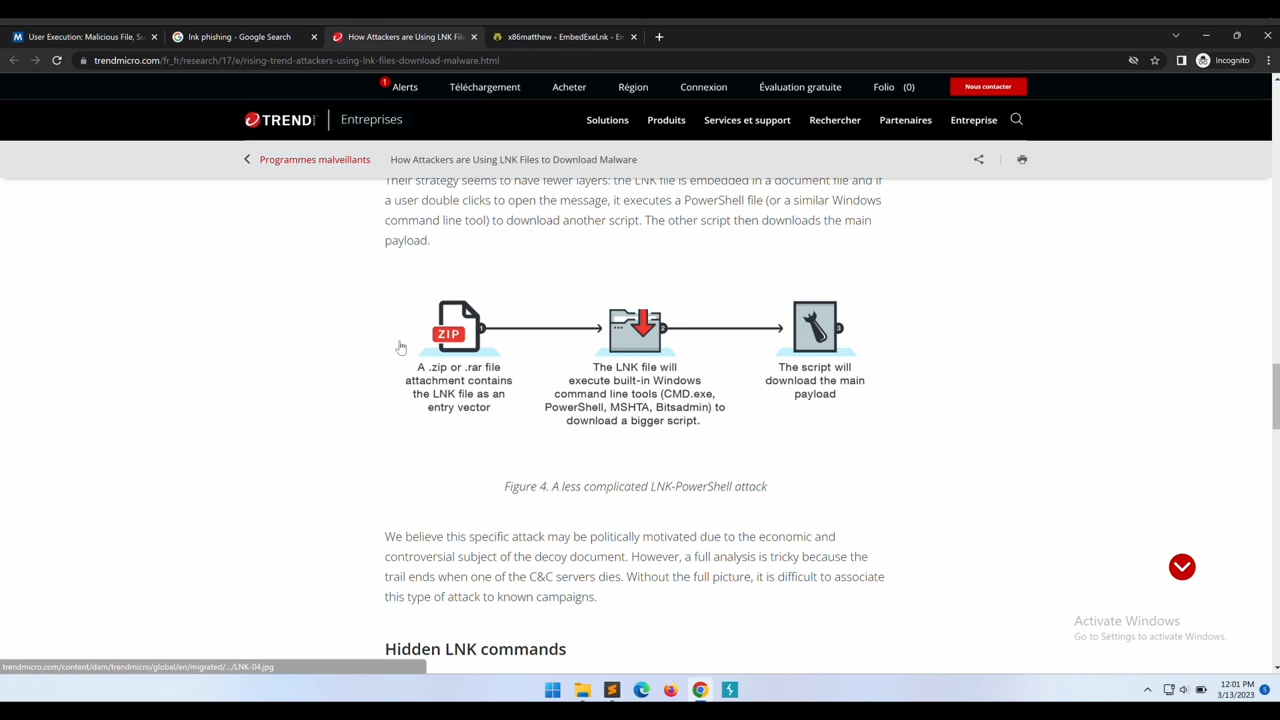 User Execution: Malicious File, Su
lnk phishing - Google Search
How Attackers are Using LNK File
x86matthew - EmbedExeLnk - Em
trendmicro.com/fr_fr/research/17/e/rising-trend-attackers-using-lnk-files-download-malware.html
Incognito
1
Alerts
Téléchargement
Acheter
Région
Connexion
Évaluation gratuite
Folio (0)
Nous contacter
TREND
Entreprises
Solutions
Produits
Services et support
Rechercher
Partenaires
Entreprise
Programmes malveillants
How Attackers are Using LNK Files to Download Malware
Their strategy seems to have fewer layers: the LNK file is embedded in a document file and if
a user double clicks to open the message, it executes a PowerShell file (or a similar Windows
command line tool) to download another script. The other script then downloads the main
payload.
ZIP
1
2
3
A .zip or .rar file
attachment contains
the LNK file as an
entry vector
The LNK file will
execute built-in Windows
command line tools (CMD.exe,
PowerShell, MSHTA, Bitsadmin) to
download a bigger script.
The script will
download the main
payload
Figure 4. A less complicated LNK-PowerShell attack
We believe this specific attack may be politically motivated due to the economic and
controversial subject of the decoy document. However, a full analysis is tricky because the
trail ends when one of the C&C servers dies. Without the full picture, it is difficult to associate
this type of attack to known campaigns.
Hidden LNK commands
Activate Windows
Go to Settings to activate Windows.
trendmicro.com/content/dam/trendmicro/global/en/migrated/.../LNK-04.jpg
12:01 PM
3/13/2023
5